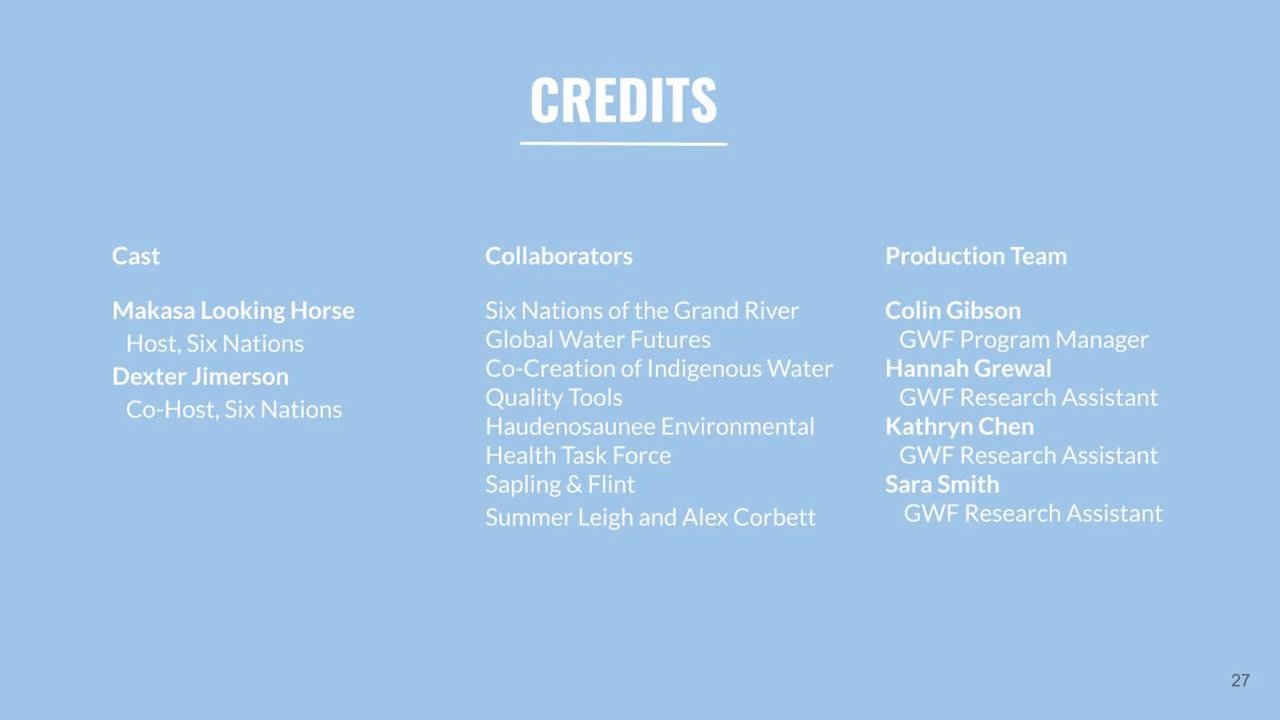 CREDITS
Cast
Makasa Looking Horse
Host, Six Nations
Dexter Jimerson
Co-Host, Six Nations
Collaborators
Six Nations of the Grand River
Global Water Futures
Co-Creation of Indigenous Water
Quality Tools
Haudenosaunee Environmental
Health Task Force
Sapling & Flint
Summer Leigh and Alex Corbett
Production Team
Colin Gibson
GWF Program Manager
Hannah Grewal
GWF Research Assistant
Kathryn Chen
GWF Research Assistant
Sara Smith
GWF Research Assistant
27